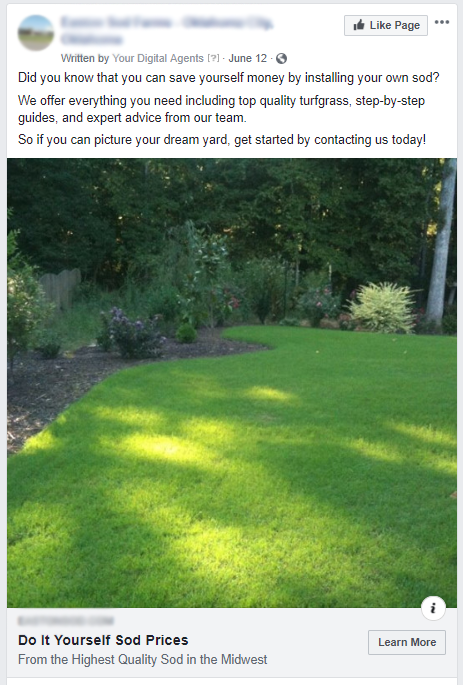 Like Page
Written by Your Digital Agents [?] · June 12 ·
Did you know that you can save yourself money by installing your own sod?
We offer everything you need including top quality turfgrass, step-by-step
guides, and expert advice from our team.
So if you can picture your dream yard, get started by contacting us today!
i
Do It Yourself Sod Prices
From the Highest Quality Sod in the Midwest
Learn More